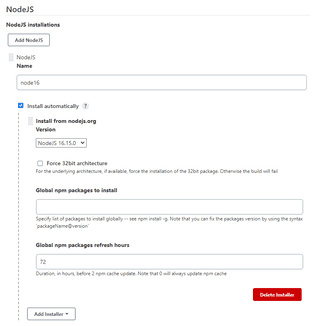 NodeJS
NodeJS installations
Add NodeJS
NodeJS
Name
node16
Install automatically ?
Install from nodejs.org
Version
NodeJS 16.15.0
Force 32bit architecture
For the underlying architecture, if available, force the installation of the 32bit package. Otherwise the build will fail
Global npm packages to install
Specify list of packages to install globally -- see npm install -g. Note that you can fix the packages version by using the syntax
`packageName@version`
Global npm packages refresh hours
72
Duration, in hours, before 2 npm cache update. Note that 0 will always update npm cache
Delete Installer
Add Installer